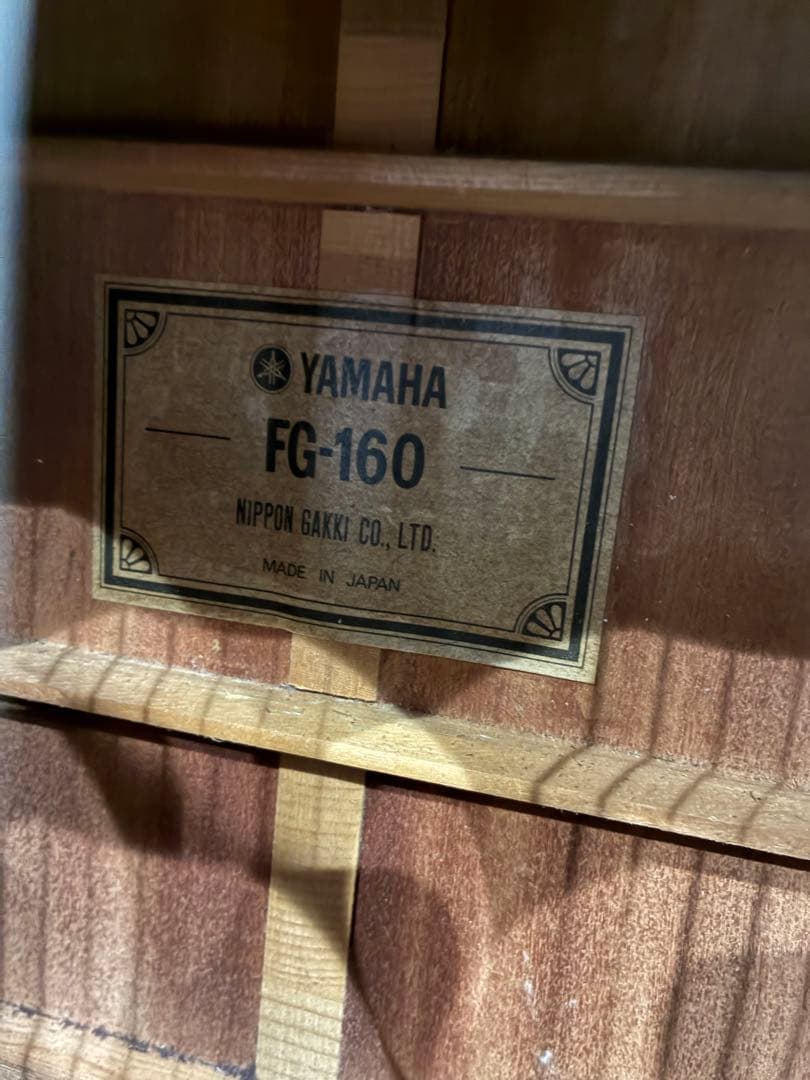 YAMAHA
FG-160
NIPPON GAKKI CO., LTD.
MADE IN JAPAN